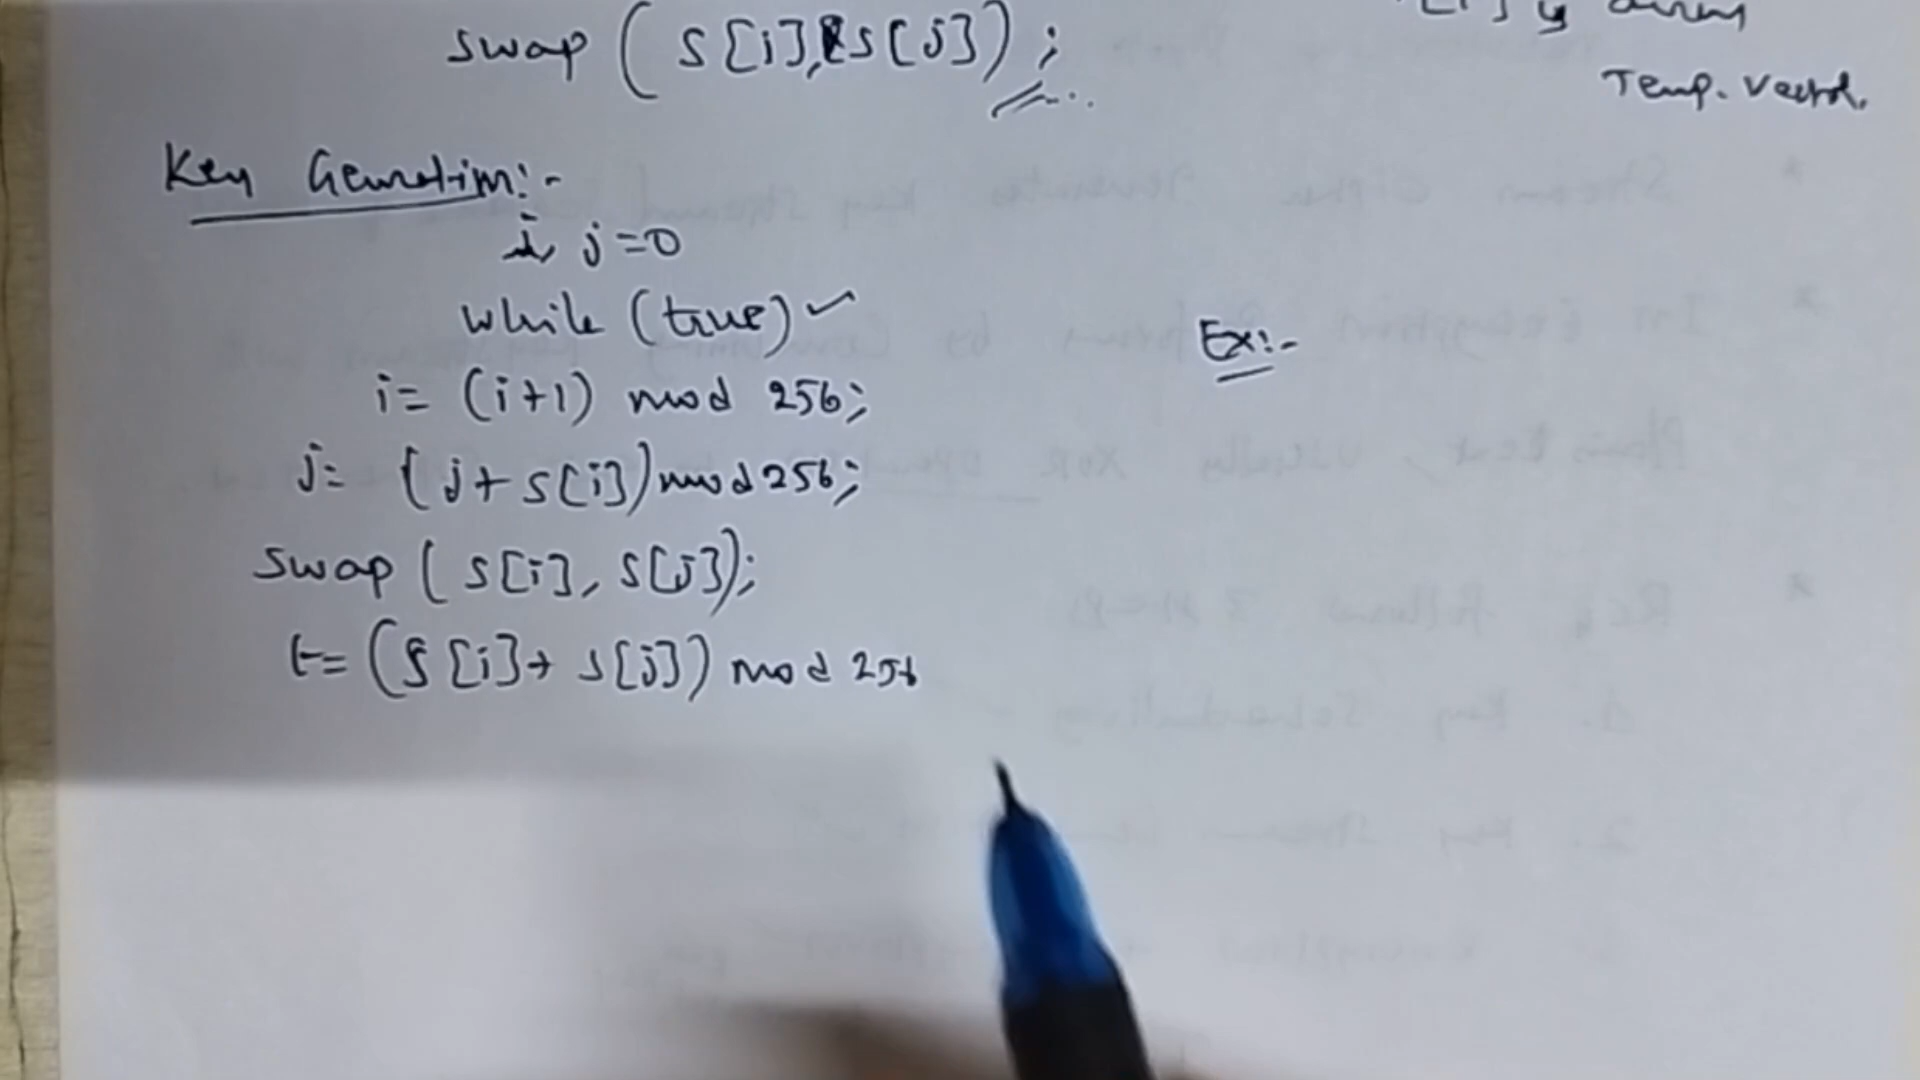 swap ( S[i], S[j]) ;
Temp. Vector.
Key Generation:-
i, j=0
while (true)
i= (i+1) mod 256;
j= (j+ s[i]) mod 256;
Ex:-
swap ( s[i], s[j]);
t= (s[i]+ s[j]) mod 256